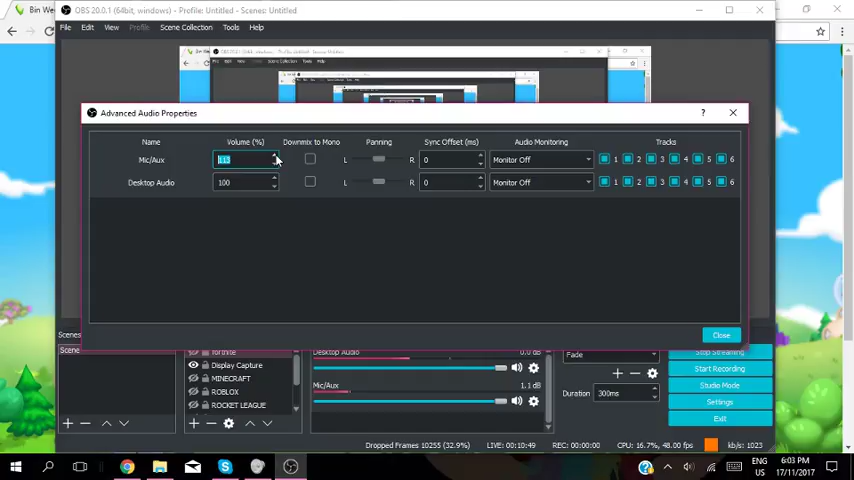 Bin Wee
OBS 20.0.1 (64bit, windows) - Profile: Untitled - Scenes: Untitled
File Edit View Profile Scene Collection Tools Help
Advanced Audio Properties
Name Volume (%) Downmix to Mono Panning Sync Offset (ms) Audio Monitoring Tracks
Mic/Aux 113 L R 0 Monitor Off 1 2 3 4 5 6
Desktop Audio 100 L R 0 Monitor Off 1 2 3 4 5 6
Close
Scenes
Scene
fortnite
Display Capture
MINECRAFT
ROBLOX
ROCKET LEAGUE
Desktop Audio 0.0 dB
Mic/Aux 1.1 dB
Fade
Duration 300ms
Stop Streaming
Start Recording
Studio Mode
Settings
Exit
Dropped Frames 10255 (32.9%) LIVE: 00:10:49 REC: 00:00:00 CPU: 16.7%, 48.00 fps kb/s: 1023
ENG
US
6:03 PM
17/11/2017